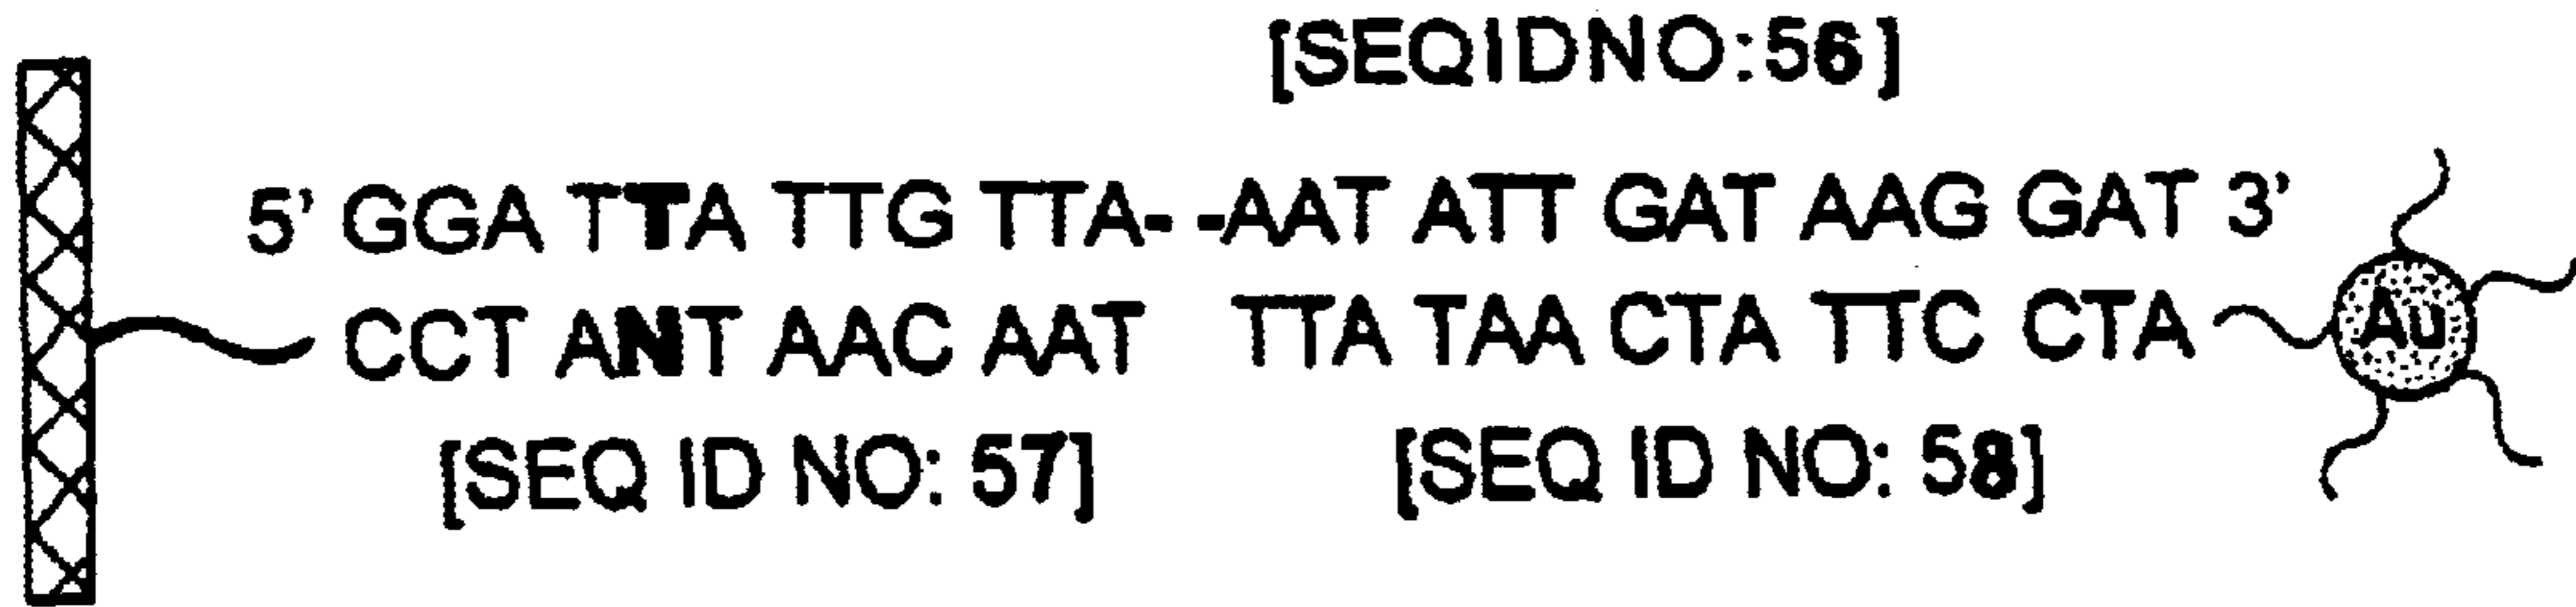 [SEQIDNO:56]
5' GGA TTA TTG TTA- -AAT ATT GAT AAG GAT 3'
CCT ANT AAC AAT TTA TAA CTA TTC CTA Au
[SEQ ID NO: 57] [SEQ ID NO: 58]